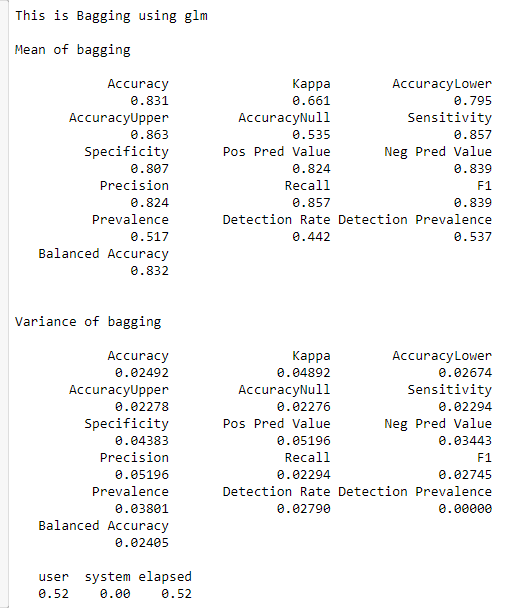 This is Bagging using glm
Mean of bagging
Accuracy Kappa AccuracyLower
0.831 0.661 0.795
AccuracyUpper AccuracyNull Sensitivity
0.863 0.535 0.857
Specificity Pos Pred Value Neg Pred Value
0.807 0.824 0.839
Precision Recall F1
0.824 0.857 0.839
Prevalence Detection Rate Detection Prevalence
0.517 0.442 0.537
Balanced Accuracy
0.832
Variance of bagging
Accuracy Kappa AccuracyLower
0.02492 0.04892 0.02674
AccuracyUpper AccuracyNull Sensitivity
0.02278 0.02276 0.02294
Specificity Pos Pred Value Neg Pred Value
0.04383 0.05196 0.03443
Precision Recall F1
0.05196 0.02294 0.02745
Prevalence Detection Rate Detection Prevalence
0.03801 0.02790 0.00000
Balanced Accuracy
0.02405
user system elapsed
0.52 0.00 0.52